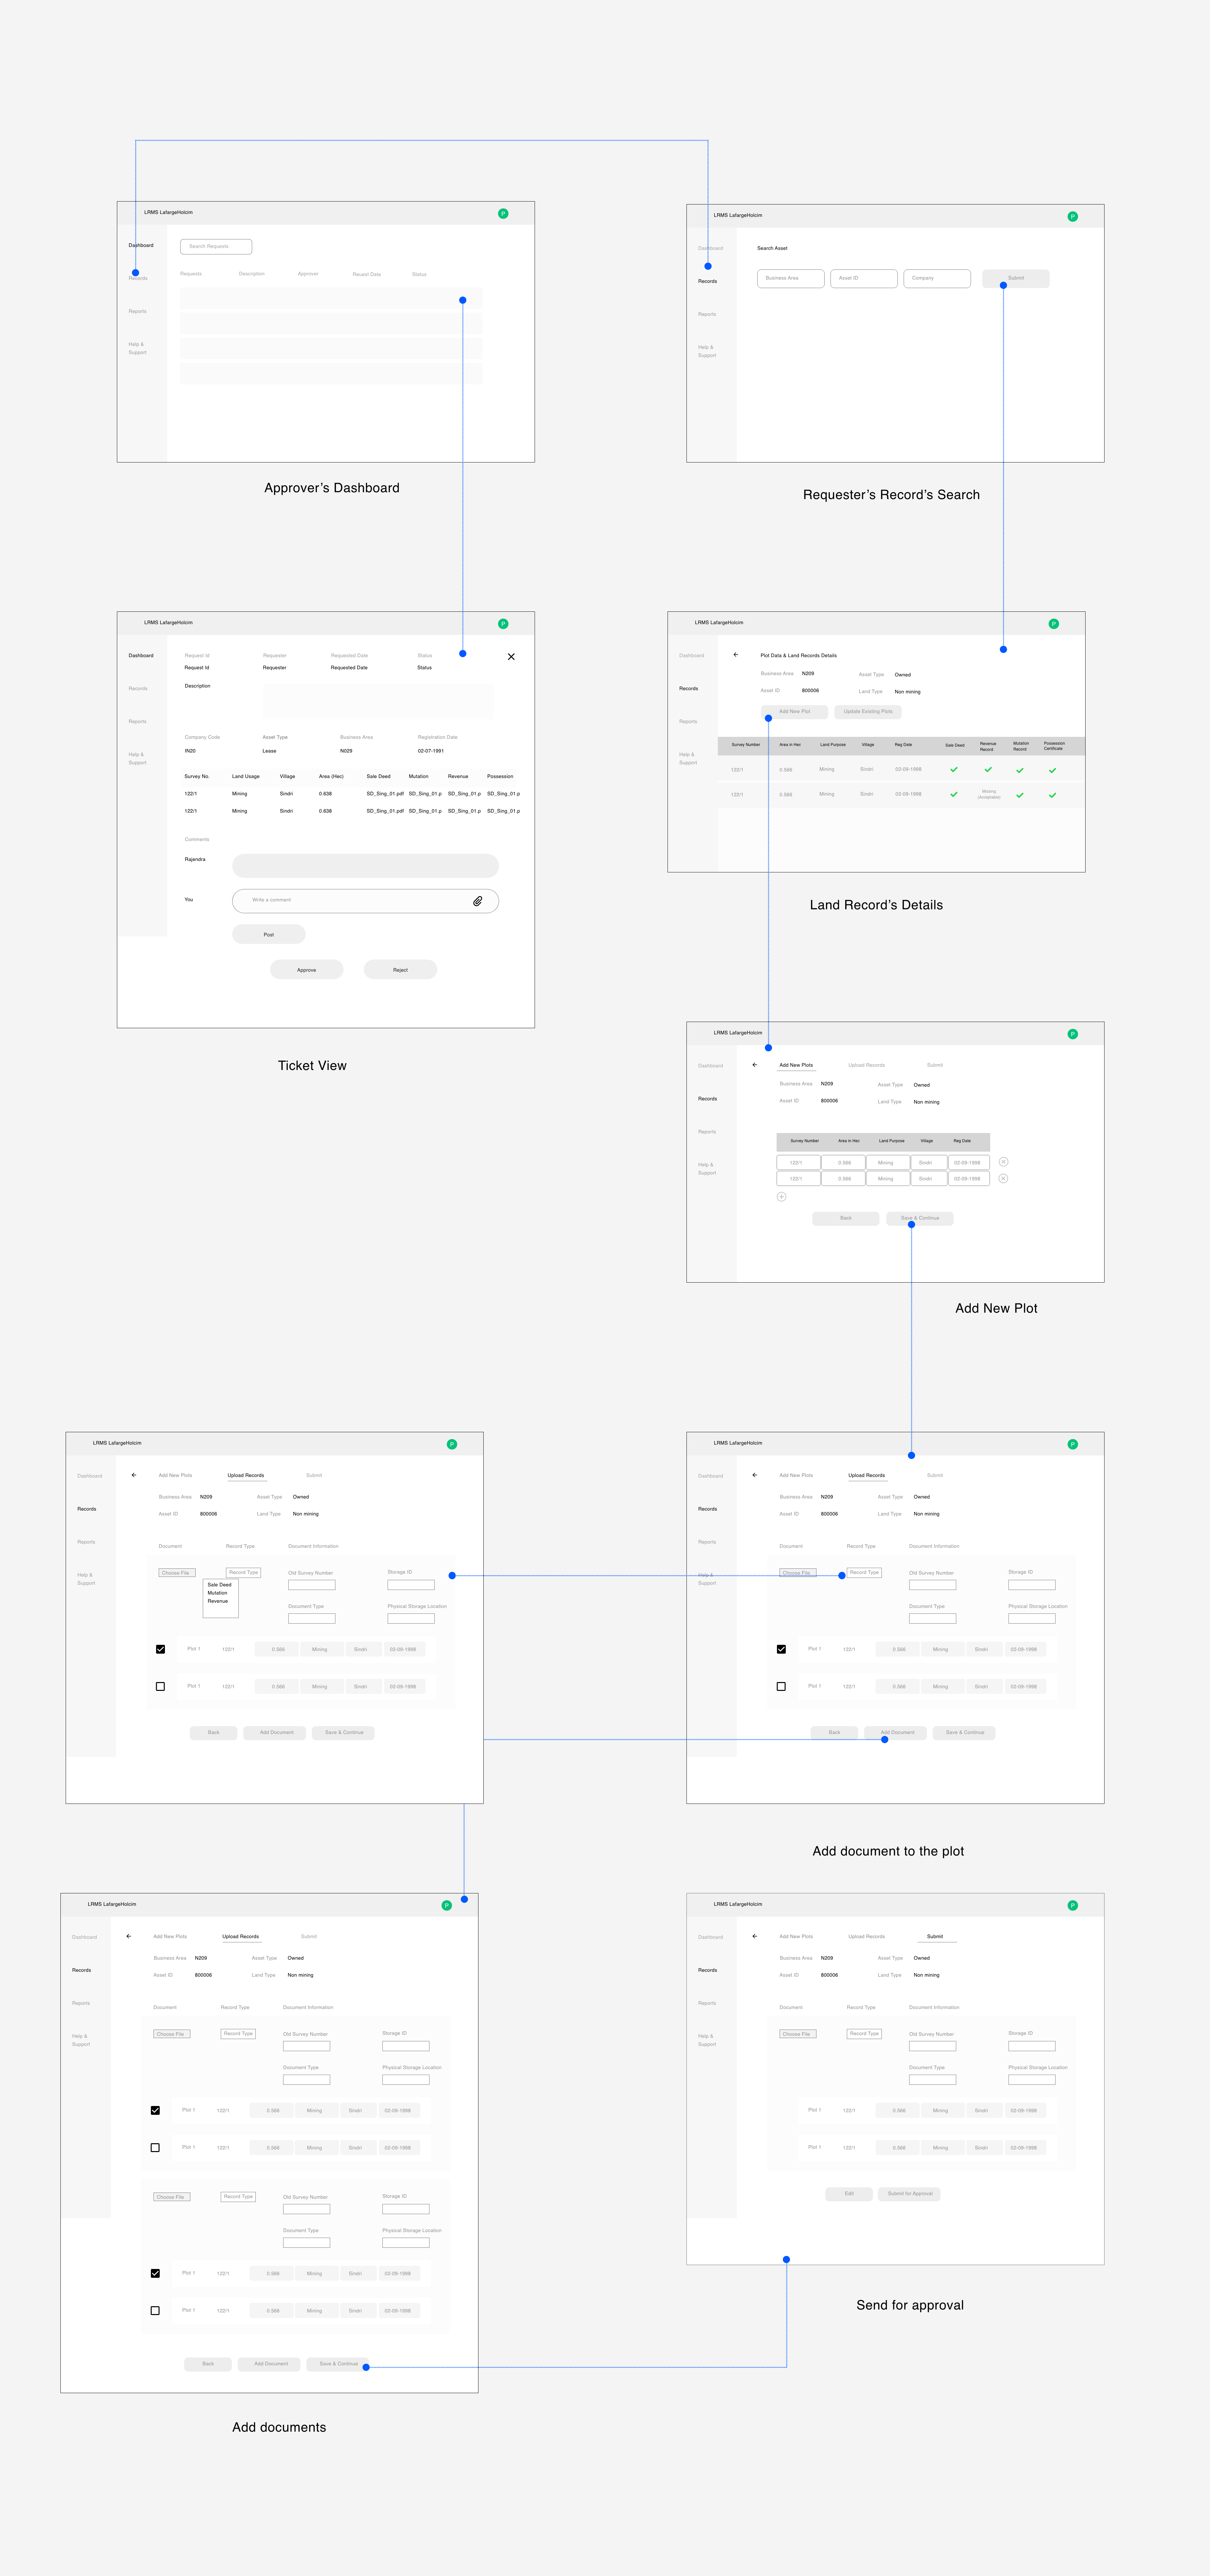 LRMS LafargeHolcim
P
Dashboard
Search Requests
Requests Description Approver Reuest Date Status
Records
Reports
Help &
Support
Approver's Dashboard
LRMS LafargeHolcim
P
Dashboard
Search Asset
Records
Business Area Asset ID Company Submit
Reports
Help &
Support
Requester's Record's Search
LRMS LafargeHolcim
P
Dashboard
Records
Reports
Help &
Support
Request Id Requester Requested Date Status
Request Id Requester Requested Date Status
Description
Company Code Asset Type Business Area Registration Date
IN20 Lease N029 02-07-1991
Survey No. Land Usage Village Area (Hec) Sale Deed Mutation Revenue Possession
122/1 Mining Sindri 0.638 SD_Sing_01.pdf SD_Sing_01.p SD_Sing_01.p SD_Sing_01.p
122/1 Mining Sindri 0.638 SD_Sing_01.pdf SD_Sing_01.p SD_Sing_01.p SD_Sing_01.p
Comments
Rajendra
You
Write a comment
Post
Approve Reject
Ticket View
LRMS LafargeHolcim
P
Dashboard
Records
Reports
Help &
Support
Plot Data & Land Records Details
Business Area N209 Asset Type Owned
Asset ID 800006 Land Type Non mining
Add New Plot Update Existing Plots
Survey Number Area in Hec Land Purpose Village Reg Date Sale Deed Revenue Record Mutation Record Possession Certificate
122/1 0.566 Mining Sindri 02-09-1998
122/1 0.566 Mining Sindri 02-09-1998 Missing (Acceptable)
Land Record's Details
LRMS LafargeHolcim
P
Dashboard
Records
Reports
Help &
Support
Add New Plots Upload Records Submit
Business Area N209 Asset Type Owned
Asset ID 800006 Land Type Non mining
Survey Number Area in Hec Land Purpose Village Reg Date
122/1 0.566 Mining Sindri 02-09-1998
122/1 0.566 Mining Sindri 02-09-1998
Back Save & Continue
Add New Plot
LRMS LafargeHolcim
P
Dashboard
Records
Reports
Help &
Support
Add New Plots Upload Records Submit
Business Area N209 Asset Type Owned
Asset ID 800006 Land Type Non mining
Document Record Type Document Information
Choose File Record Type Old Survey Number Storage ID
Sale Deed
Mutation
Revenue
Document Type Physical Storage Location
Plot 1 122/1 0.566 Mining Sindri 02-09-1998
Plot 1 122/1 0.566 Mining Sindri 02-09-1998
Back Add Document Save & Continue
LRMS LafargeHolcim
P
Dashboard
Records
Reports
Help &
Support
Add New Plots Upload Records Submit
Business Area N209 Asset Type Owned
Asset ID 800006 Land Type Non mining
Document Record Type Document Information
Choose File Record Type Old Survey Number Storage ID
Document Type Physical Storage Location
Plot 1 122/1 0.566 Mining Sindri 02-09-1998
Plot 1 122/1 0.566 Mining Sindri 02-09-1998
Back Add Document Save & Continue
Add document to the plot
LRMS LafargeHolcim
P
Dashboard
Records
Reports
Help &
Support
Add New Plots Upload Records Submit
Business Area N209 Asset Type Owned
Asset ID 800006 Land Type Non mining
Document Record Type Document Information
Choose File Record Type Old Survey Number Storage ID
Document Type Physical Storage Location
Plot 1 122/1 0.566 Mining Sindri 02-09-1998
Plot 1 122/1 0.566 Mining Sindri 02-09-1998
Choose File Record Type Old Survey Number Storage ID
Document Type Physical Storage Location
Plot 1 122/1 0.566 Mining Sindri 02-09-1998
Plot 1 122/1 0.566 Mining Sindri 02-09-1998
Back Add Document Save & Continue
Add documents
LRMS LafargeHolcim
P
Dashboard
Records
Reports
Help &
Support
Add New Plots Upload Records Submit
Business Area N209 Asset Type Owned
Asset ID 800006 Land Type Non mining
Document Record Type Document Information
Choose File Record Type Old Survey Number Storage ID
Document Type Physical Storage Location
Plot 1 122/1 0.566 Mining Sindri 02-09-1998
Plot 1 122/1 0.566 Mining Sindri 02-09-1998
Edit Submit for Approval
Send for approval